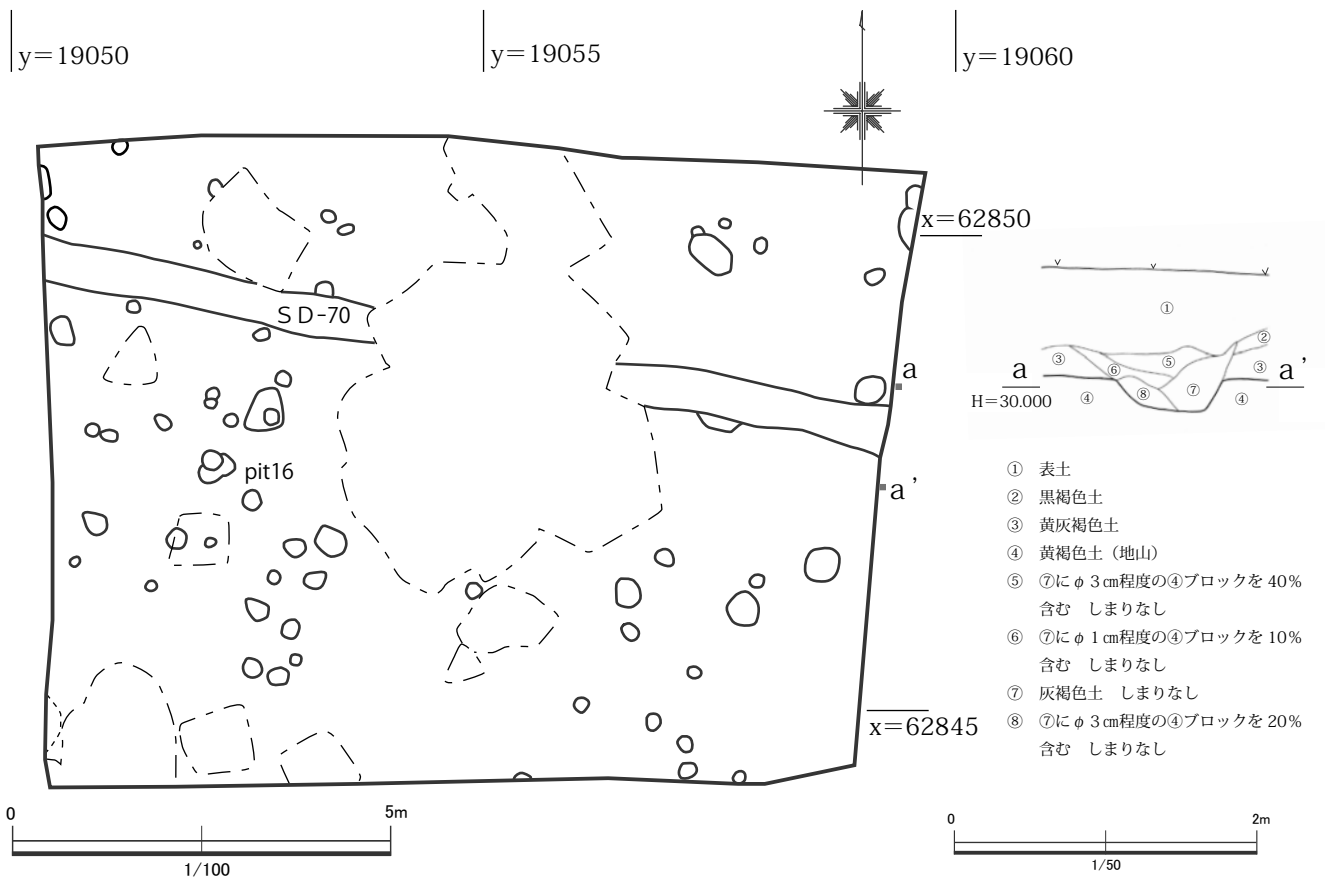 y＝19050
y＝19055
y＝19060
x＝62850
ＳＤ-70
pit16
a
a’
x＝62845
①
②
③
⑤
⑥
③
④
⑧
⑦
④
a
a’
H＝30.000
①　表土
②　黒褐色土
③　黄灰褐色土
④　黄褐色土（地山）
⑤　⑦にφ３㎝程度の④ブロックを40％
含む　しまりなし
⑥　⑦にφ１㎝程度の④ブロックを10％
含む　しまりなし
⑦　灰褐色土　しまりなし
⑧　⑦にφ３㎝程度の④ブロックを20％
含む　しまりなし
0
5m
1/100
0
2m
1/50